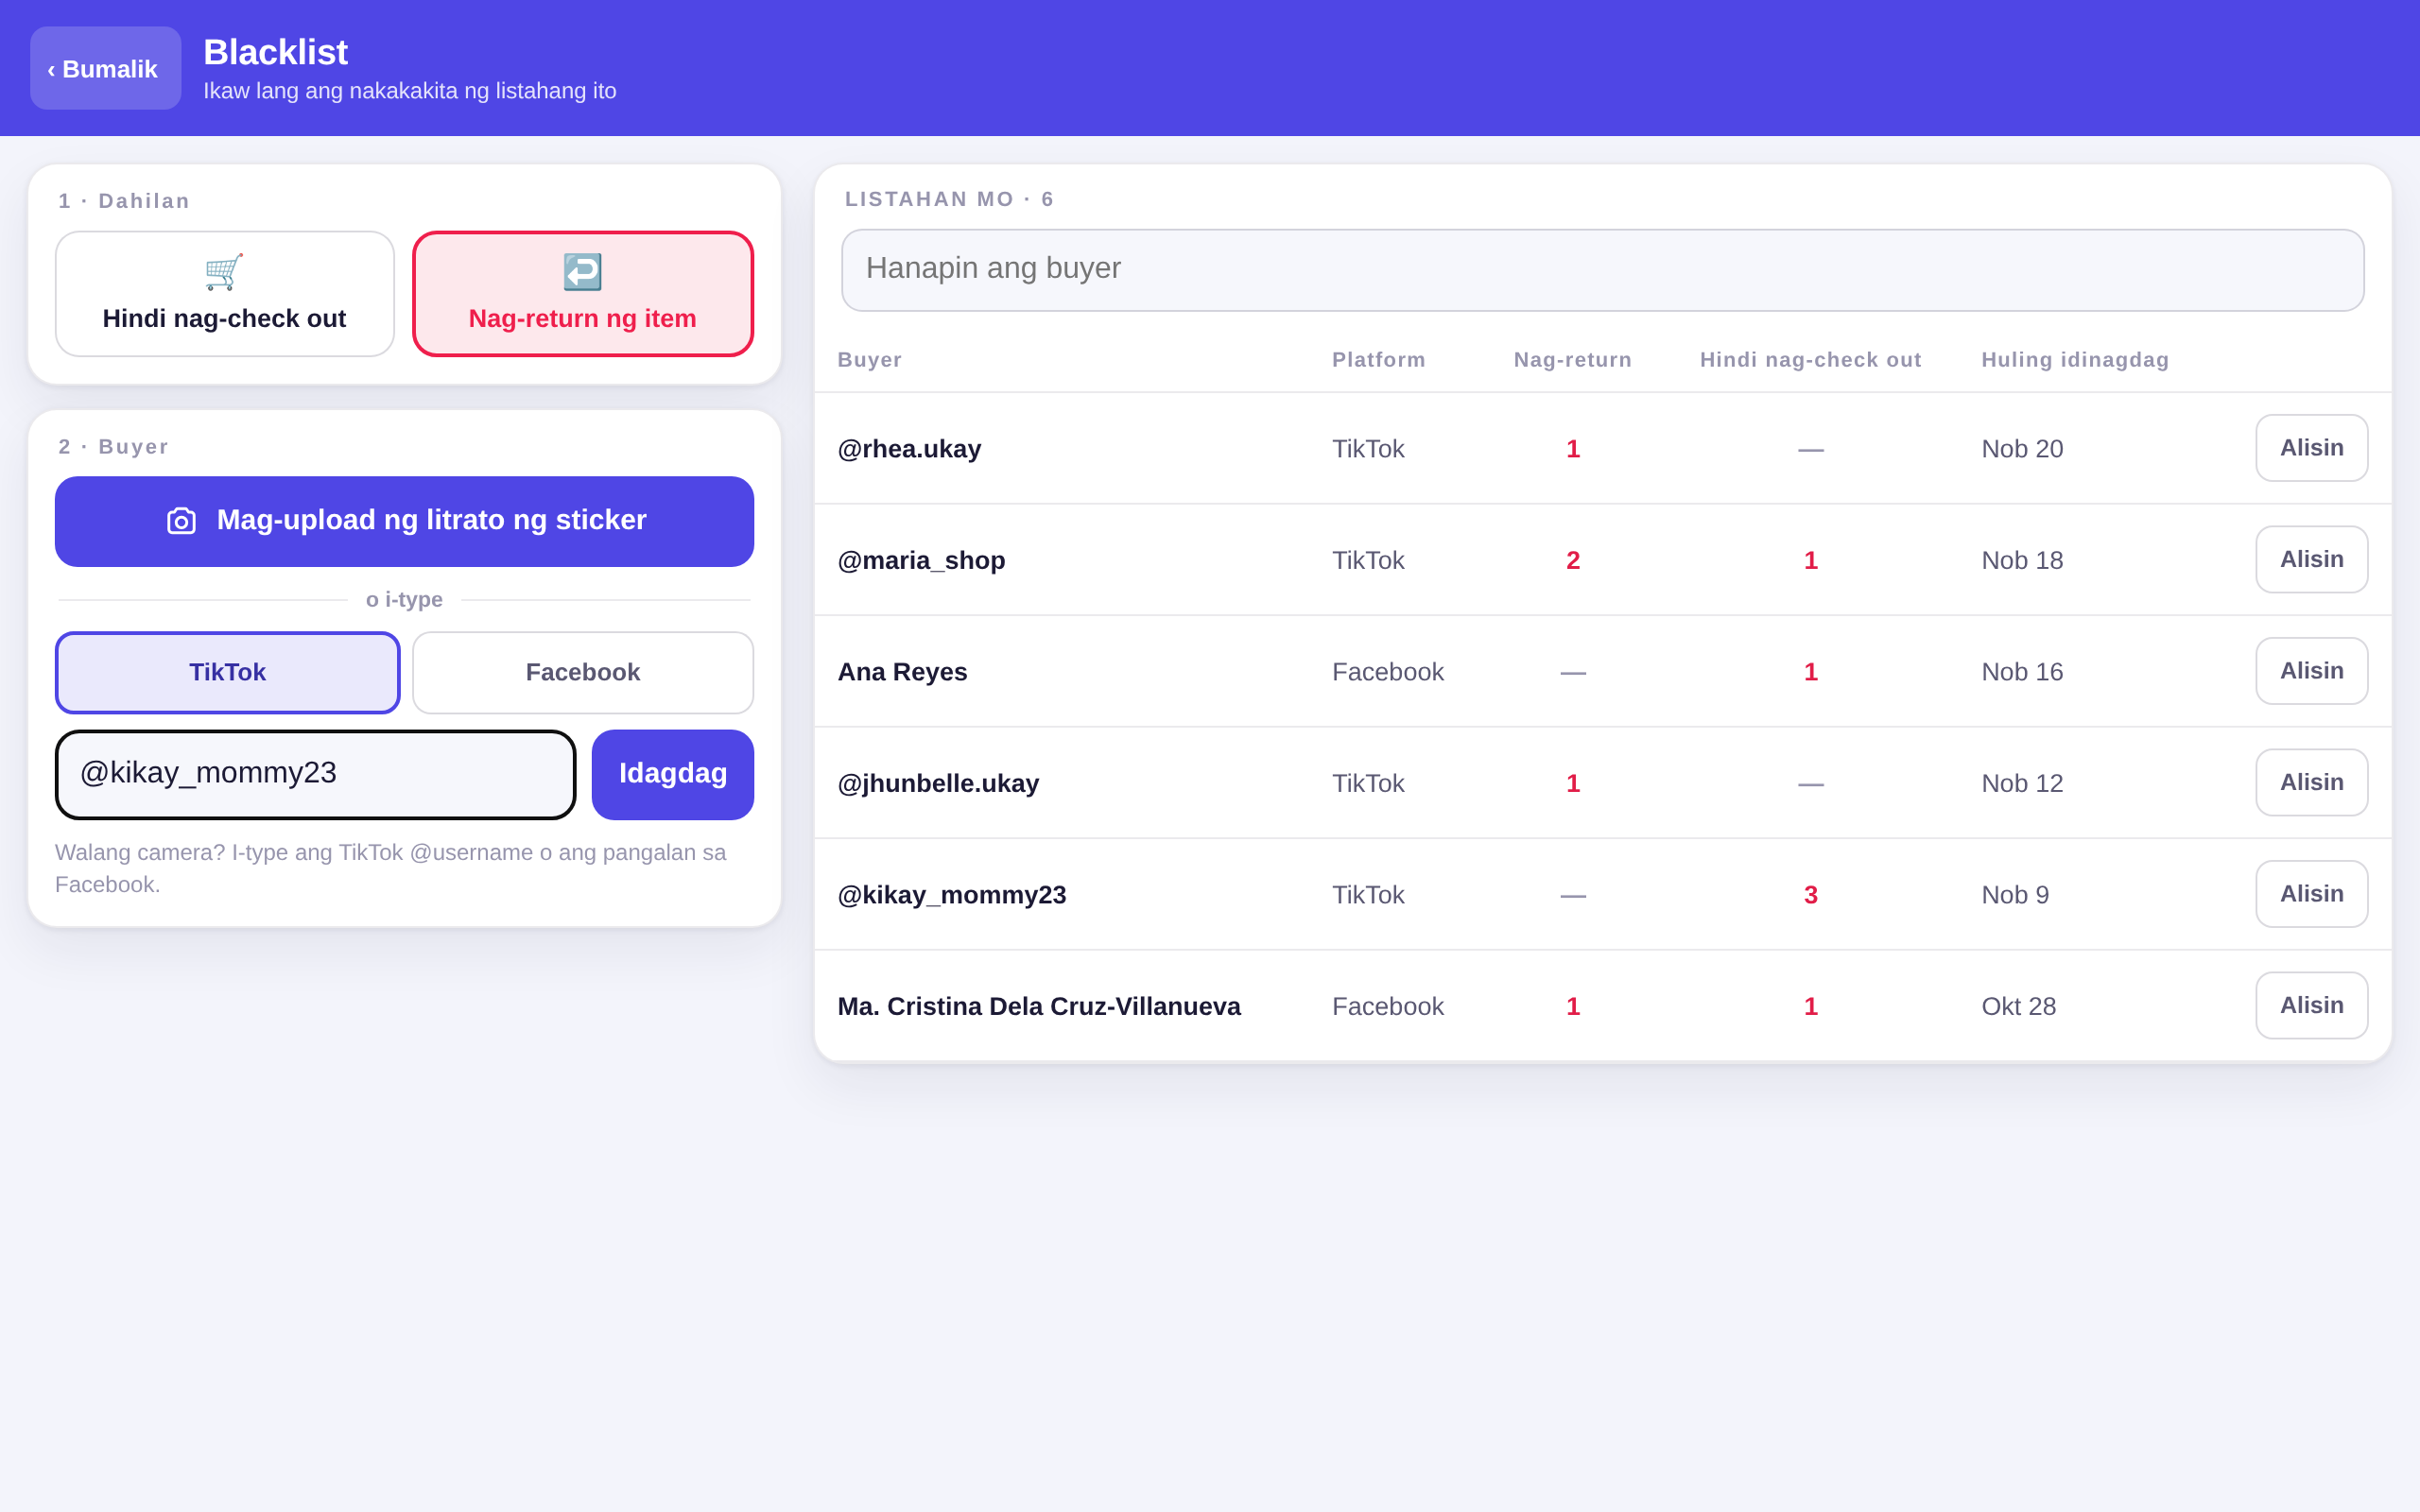 ‹ Bumalik
Blacklist
Ikaw lang ang nakakakita ng listahang ito
1 · Dahilan
Hindi nag-check out
Nag-return ng item
2 · Buyer
Mag-upload ng litrato ng sticker
o i-type
TikTok
Facebook
@kikay_mommy23
Idagdag
Walang camera? I-type ang TikTok @username o ang pangalan sa
Facebook.
LISTAHAN MO · 6
Hanapin ang buyer
Buyer Platform Nag-return Hindi nag-check out Huling idinagdag
@rhea.ukay TikTok 1 — Nob 20 Alisin
@maria_shop TikTok 2 1 Nob 18 Alisin
Ana Reyes Facebook — 1 Nob 16 Alisin
@jhunbelle.ukay TikTok 1 — Nob 12 Alisin
@kikay_mommy23 TikTok — 3 Nob 9 Alisin
Ma. Cristina Dela Cruz-Villanueva Facebook 1 1 Okt 28 Alisin